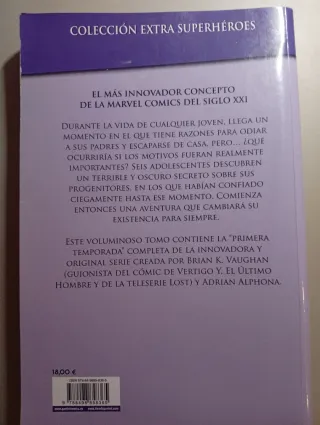 COLECCIÓN EXTRA SUPERHÉROES
EL MÁS INNOVADOR CONCEPTO
DE LA MARVEL COMICS DEL SIGLO XXI
DURANTE LA VIDA DE CUALQUIER JOVEN, LLEGA UN
MOMENTO EN EL QUE TIENE RAZONES PARA ODIAR
A SUS PADRES Y ESCAPARSE DE CASA, PERO... ¿QUÉ
OCURRIRÍA SI LOS MOTIVOS FUERAN REALMENTE
IMPORTANTES? SEIS ADOLESCENTES DESCUBREN
UN TERRIBLE Y OSCURO SECRETO SOBRE SUS
PROGENITORES, EN LOS QUE HABÍAN CONFIADO
CIEGAMENTE HASTA ESE MOMENTO. COMIENZA
ENTONCES UNA AVENTURA QUE CAMBIARÁ SU
EXISTENCIA PARA SIEMPRE.
ESTE VOLUMINOSO TOMO CONTIENE LA "PRIMERA
TEMPORADA" COMPLETA DE LA INNOVADORA Y
ORIGINAL SERIE CREADA POR BRIAN K. VAUGHAN
(GUIONISTA DEL CÓMIC DE VERTIGO Y, EL ÚLTIMO
HOMBRE Y DE LA TELESERIE LOST) Y ADRIAN ALPHONA.
18,00 €